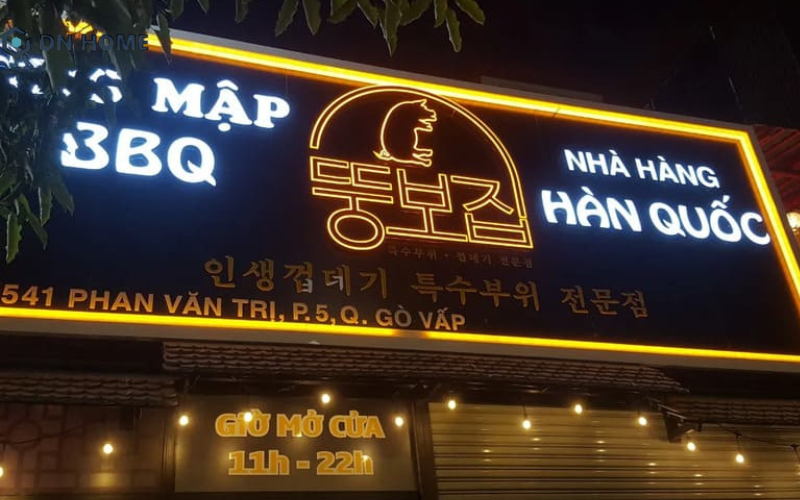 DN HOME
MẬP
BBQ
뚱보집
특수부위 · 껍데기 전문점
NHÀ HÀNG
HÀN QUỐC
인생껍데기 특수부위 전문점
541 PHAN VĂN TRỊ, P.5, Q. GÒ VẤP
GIỜ MỞ CỬA
11h - 22h